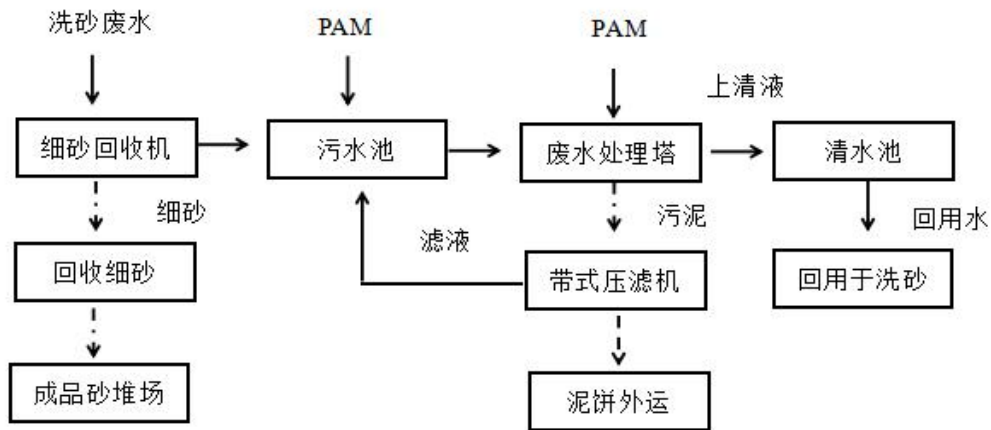 洗砂废水
PAM
PAM
上清液
细砂回收机
污水池
废水处理塔
清水池
细砂
滤液
污泥
回用水
回收细砂
带式压滤机
回用于洗砂
成品砂堆场
泥饼外运